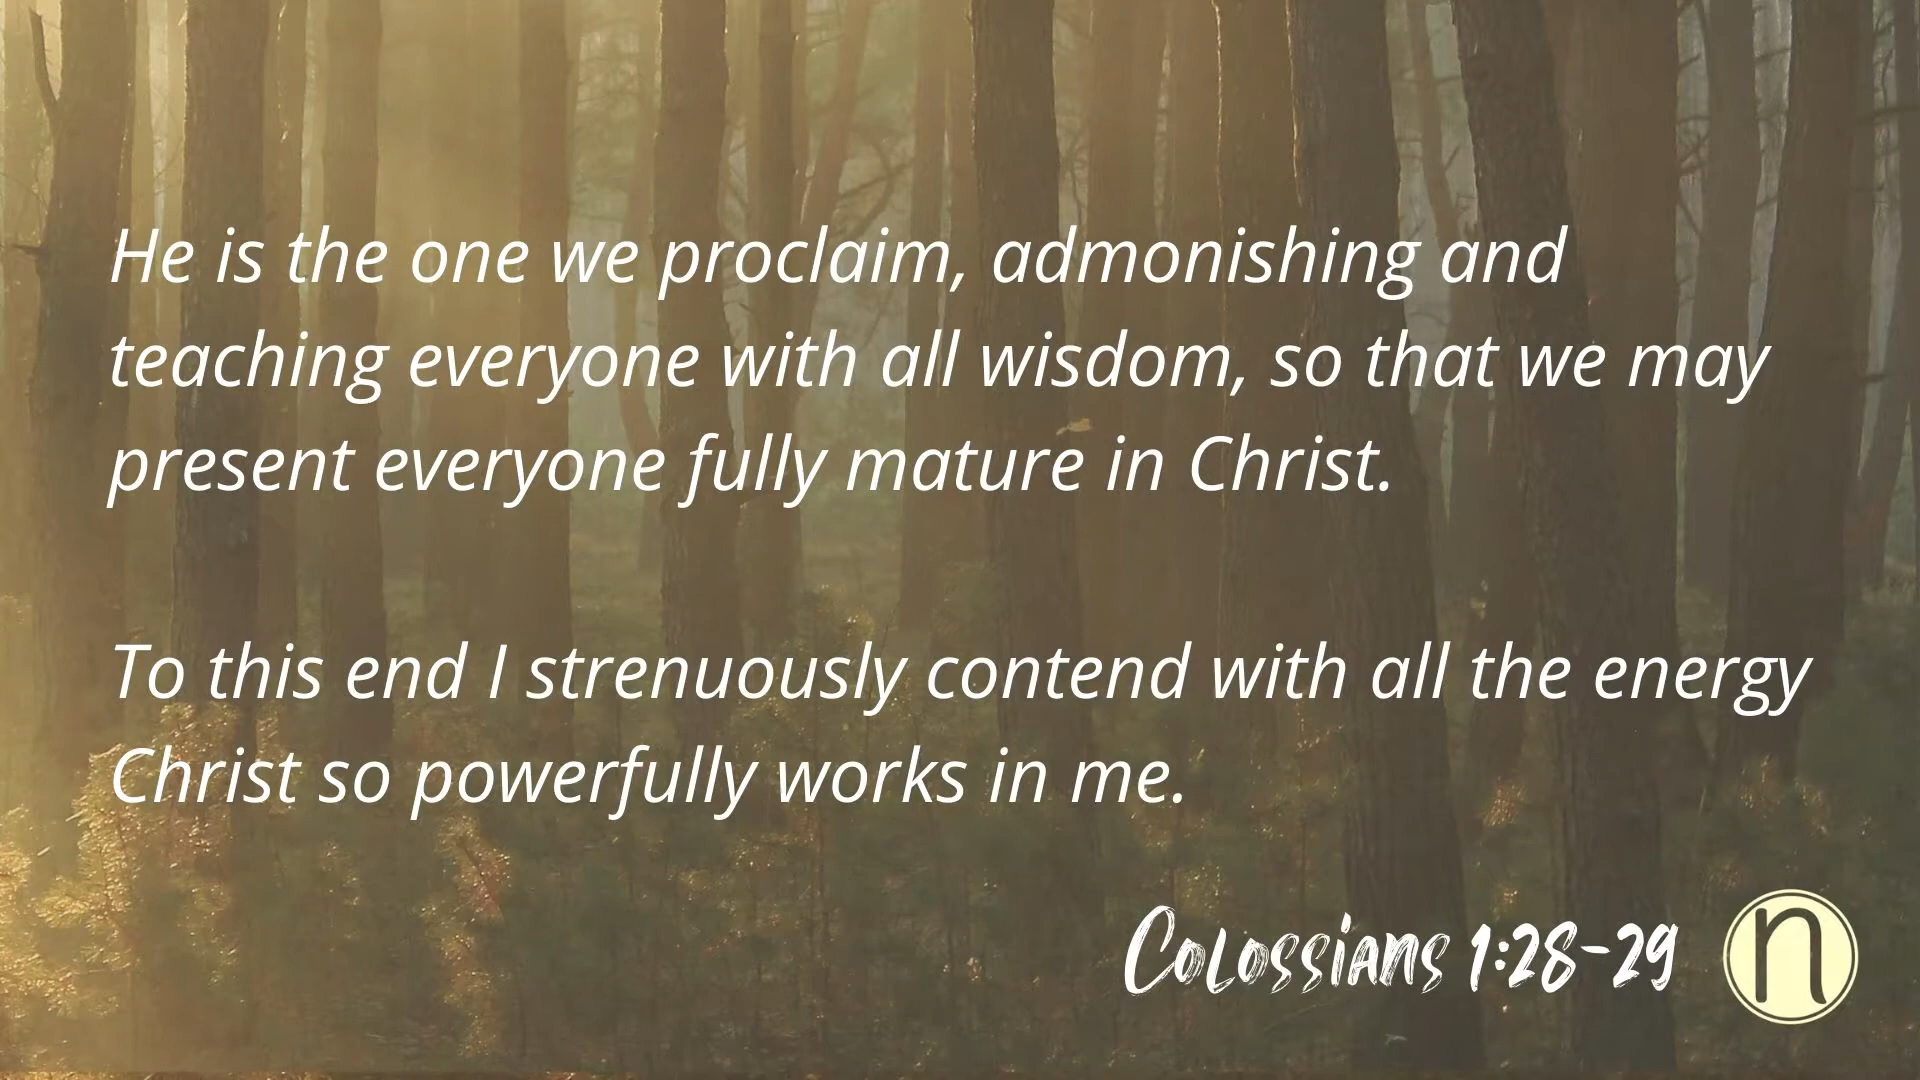 He is the one we proclaim, admonishing and
teaching everyone with all wisdom, so that we may
present everyone fully mature in Christ.
To this end I strenuously contend with all the energy
Christ so powerfully works in me.
Colossians 1:28-29
n